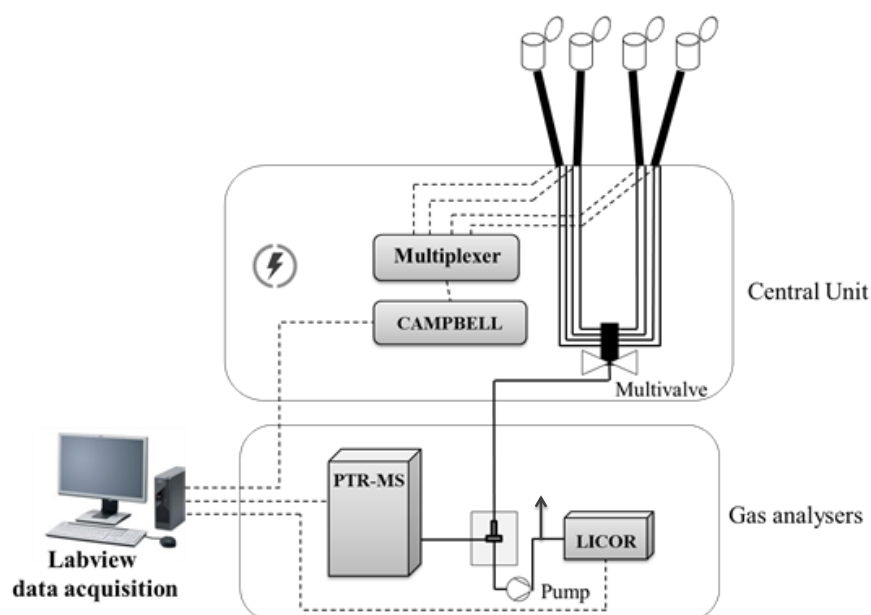 Multiplexer
CAMPBELL
Central Unit
Multivalve
PTR-MS
Gas analysers
LICOR
Pump
Labview
data acquisition